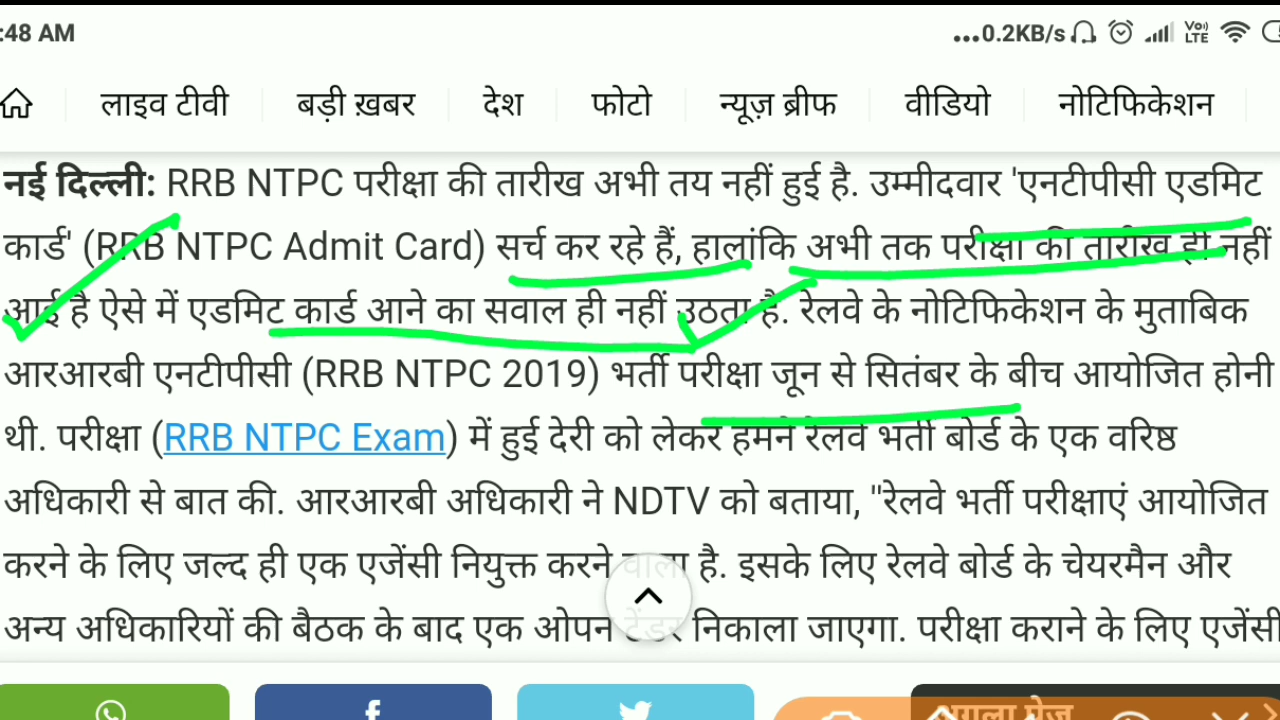 :48 AM
...0.2KB/s VoLTE
लाइव टीवी बड़ी ख़बर देश फोटो न्यूज़ ब्रीफ वीडियो नोटिफिकेशन
नई दिल्ली: RRB NTPC परीक्षा की तारीख अभी तय नहीं हुई है. उम्मीदवार 'एनटीपीसी एडमिट
कार्ड' (RRB NTPC Admit Card) सर्च कर रहे हैं, हालांकि अभी तक परीक्षा की तारीख ही नहीं
आई है ऐसे में एडमिट कार्ड आने का सवाल ही नहीं उठता है. रेलवे के नोटिफिकेशन के मुताबिक
आरआरबी एनटीपीसी (RRB NTPC 2019) भर्ती परीक्षा जून से सितंबर के बीच आयोजित होनी
थी. परीक्षा (RRB NTPC Exam) में हुई देरी को लेकर हमने रेलवे भर्ती बोर्ड के एक वरिष्ठ
अधिकारी से बात की. आरआरबी अधिकारी ने NDTV को बताया, "रेलवे भर्ती परीक्षाएं आयोजित
करने के लिए जल्द ही एक एजेंसी नियुक्त करने वाला है. इसके लिए रेलवे बोर्ड के चेयरमैन और
अन्य अधिकारियों की बैठक के बाद एक ओपन टेंडर निकाला जाएगा. परीक्षा कराने के लिए एजेंसी